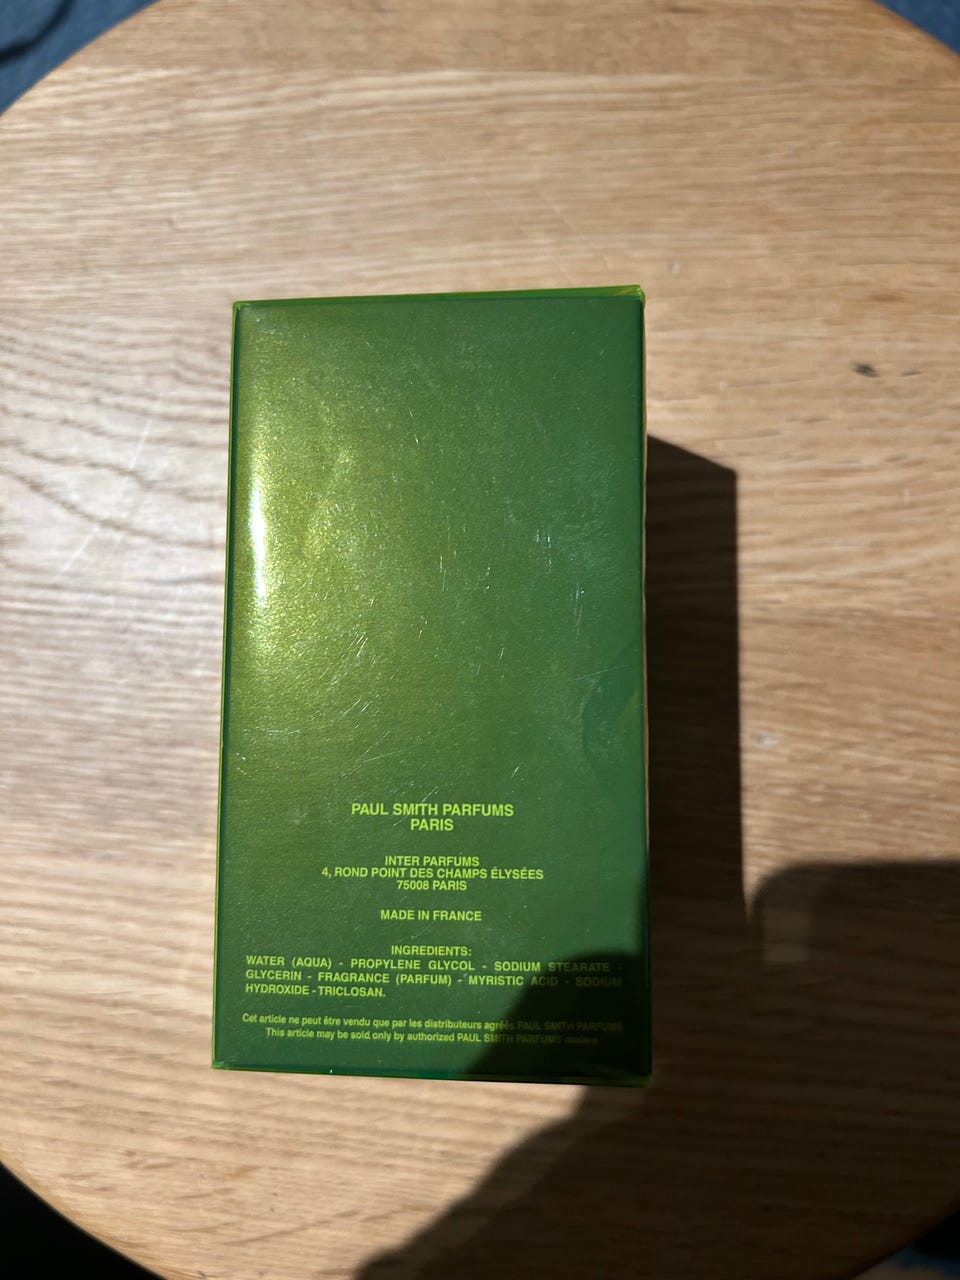 PAUL SMITH PARFUMS
PARIS
INTER PARFUMS
4, ROND POINT DES CHAMPS ÉLYSÉES
75008 PARIS
MADE IN FRANCE
INGREDIENTS:
WATER (AQUA) - PROPYLENE GLYCOL - SODIUM STEARATE -
GLYCERIN - FRAGRANCE (PARFUM) - MYRISTIC ACID - SODIUM
HYDROXIDE - TRICLOSAN.
Cet article ne peut être vendu que par les distributeurs agréés PAUL SMITH PARFUMS
This article may be sold only by authorized PAUL SMITH PARFUMS dealers